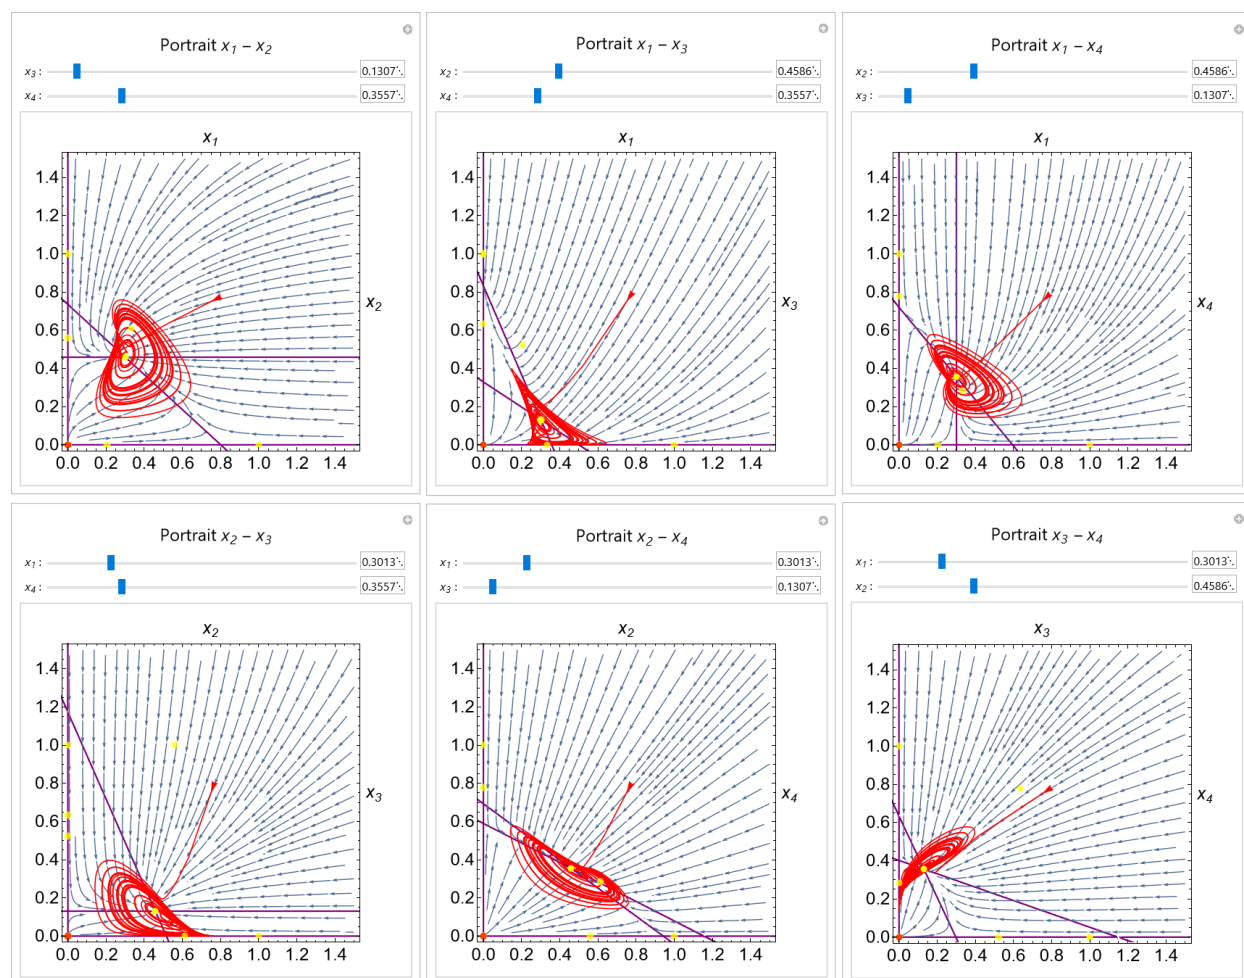 Portrait x₁ − x₂
x₃ : 0.1307
x₄ : 0.3557
x₁
1.4
1.2
1.0
0.8
0.6
0.4
0.2
0.0
x₂
0.0 0.2 0.4 0.6 0.8 1.0 1.2 1.4
Portrait x₁ − x₃
x₂ : 0.4586
x₄ : 0.3557
x₁
1.4
1.2
1.0
0.8
0.6
0.4
0.2
0.0
x₃
0.0 0.2 0.4 0.6 0.8 1.0 1.2 1.4
Portrait x₁ − x₄
x₂ : 0.4586
x₃ : 0.1307
x₁
1.4
1.2
1.0
0.8
0.6
0.4
0.2
0.0
x₄
0.0 0.2 0.4 0.6 0.8 1.0 1.2 1.4
Portrait x₂ − x₃
x₁ : 0.3013
x₄ : 0.3557
x₂
1.4
1.2
1.0
0.8
0.6
0.4
0.2
0.0
x₃
0.0 0.2 0.4 0.6 0.8 1.0 1.2 1.4
Portrait x₂ − x₄
x₁ : 0.3013
x₃ : 0.1307
x₂
1.4
1.2
1.0
0.8
0.6
0.4
0.2
0.0
x₄
0.0 0.2 0.4 0.6 0.8 1.0 1.2 1.4
Portrait x₃ − x₄
x₁ : 0.3013
x₂ : 0.4586
x₃
1.4
1.2
1.0
0.8
0.6
0.4
0.2
0.0
x₄
0.0 0.2 0.4 0.6 0.8 1.0 1.2 1.4